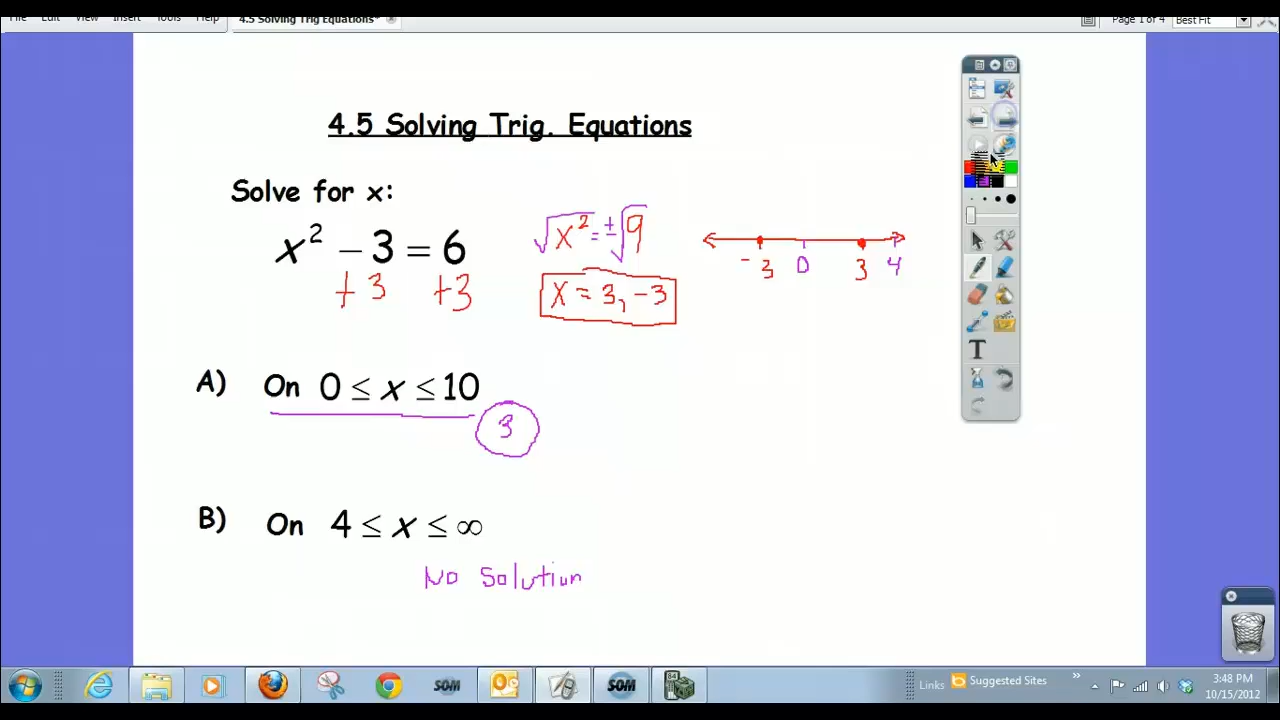 File Edit View Insert Tools Help
4.5 Solving Trig Equations*
Page 1 of 4 Best Fit
4.5 Solving Trig. Equations
Solve for x:
x² − 3 = 6
+3 +3
√x² = ±√9
x = 3, −3
-3 0 3 4
A) On 0 ≤ x ≤ 10
3
B) On 4 ≤ x ≤ ∞
No Solution
T
SOM SOM
Links Suggested Sites »
3:48 PM
10/15/2012